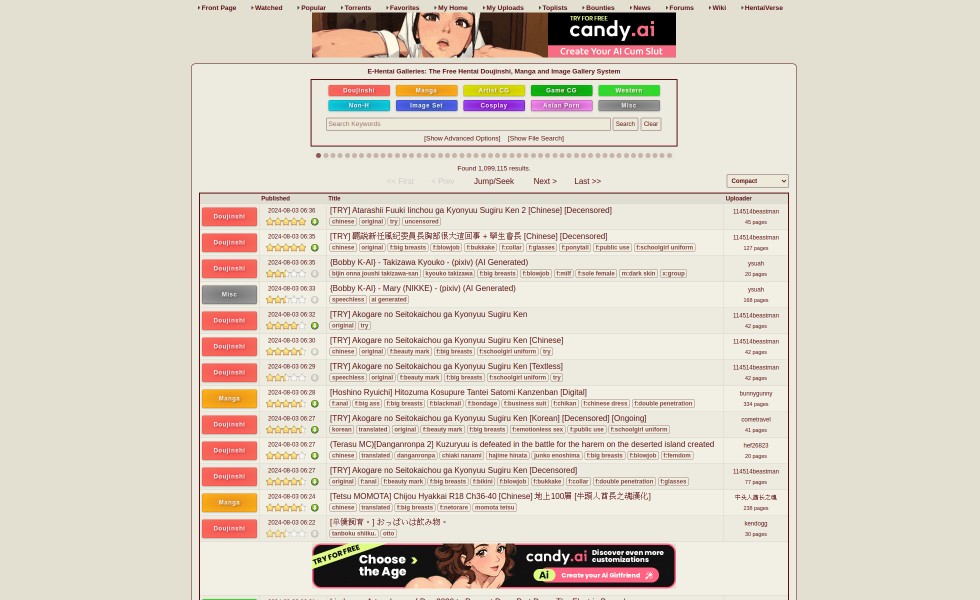 Front Page Watched Popular Torrents Favorites My Home My Uploads Toplists Bounties News Forums Wiki HentaiVerse
TRY FOR FREE
candy.ai
Create Your AI Cum Slut
E-Hentai Galleries: The Free Hentai Doujinshi, Manga and Image Gallery System
Doujinshi Manga Artist CG Game CG Western
Non-H Image Set Cosplay Asian Porn Misc
Search Keywords Search Clear
[Show Advanced Options] [Show File Search]
Found 1,099,115 results.
<< First < Prev Jump/Seek Next > Last >> Compact
Published Title Uploader
Doujinshi 2024-08-03 06:36 [TRY] Atarashii Fuuki Iinchou ga Kyonyuu Sugiru Ken 2 [Chinese] [Decensored] 114514beastman
chinese original try uncensored 45 pages
Doujinshi 2024-08-03 06:35 [TRY] 聽說新任風紀委員長胸部很大這回事 + 學生會長 [Chinese] [Decensored] 114514beastman
chinese original f:big breasts f:blowjob f:bukkake f:collar f:glasses f:ponytail f:public use f:schoolgirl uniform 127 pages
Doujinshi 2024-08-03 06:35 {Bobby K-AI} - Takizawa Kyouko - (pixiv) (AI Generated) ysuah
bijin onna joushi takizawa-san kyouko takizawa f:big breasts f:blowjob f:milf f:sole female m:dark skin x:group 20 pages
Misc 2024-08-03 06:33 {Bobby K-AI} - Mary (NIKKE) - (pixiv) (AI Generated) ysuah
speechless ai generated 168 pages
Doujinshi 2024-08-03 06:32 [TRY] Akogare no Seitokaichou ga Kyonyuu Sugiru Ken 114514beastman
original try 42 pages
Doujinshi 2024-08-03 06:30 [TRY] Akogare no Seitokaichou ga Kyonyuu Sugiru Ken [Chinese] 114514beastman
chinese original f:beauty mark f:big breasts f:schoolgirl uniform try 42 pages
Doujinshi 2024-08-03 06:29 [TRY] Akogare no Seitokaichou ga Kyonyuu Sugiru Ken [Textless] 114514beastman
speechless original f:beauty mark f:big breasts f:schoolgirl uniform try 42 pages
Manga 2024-08-03 06:28 [Hoshino Ryuichi] Hitozuma Kosupure Tantei Satomi Kanzenban [Digital] bunnygunny
f:anal f:big ass f:big breasts f:blackmail f:bondage f:business suit f:chikan f:chinese dress f:double penetration 334 pages
Doujinshi 2024-08-03 06:27 [TRY] Akogare no Seitokaichou ga Kyonyuu Sugiru Ken [Korean] [Decensored] [Ongoing] cometravel
korean translated original f:beauty mark f:big breasts f:emotionless sex f:public use f:schoolgirl uniform 41 pages
Doujinshi 2024-08-03 06:27 (Terasu MC)[Danganronpa 2] Kuzuryuu is defeated in the battle for the harem on the deserted island created hef26823
chinese translated danganronpa chiaki nanami hajime hinata junko enoshima f:big breasts f:blowjob f:femdom 20 pages
Doujinshi 2024-08-03 06:27 [TRY] Akogare no Seitokaichou ga Kyonyuu Sugiru Ken [Decensored] 114514beastman
original f:anal f:beauty mark f:big breasts f:bikini f:blowjob f:bukkake f:collar f:double penetration f:glasses 77 pages
Manga 2024-08-03 06:24 [Tetsu MOMOTA] Chijou Hyakkai R18 Ch36-40 [Chinese] 地上100層 [牛頭人酋長之魂漢化] 牛头人酋长之魂
chinese translated f:big breasts f:netorare momota tetsu 238 pages
Doujinshi 2024-08-03 06:22 おっぱいは飲み物。 kendogg
tanboku shiiku. otto 30 pages
TRY FOR FREE Choose the Age candy.ai Discover even more customizations
Ai Create your AI Girlfriend